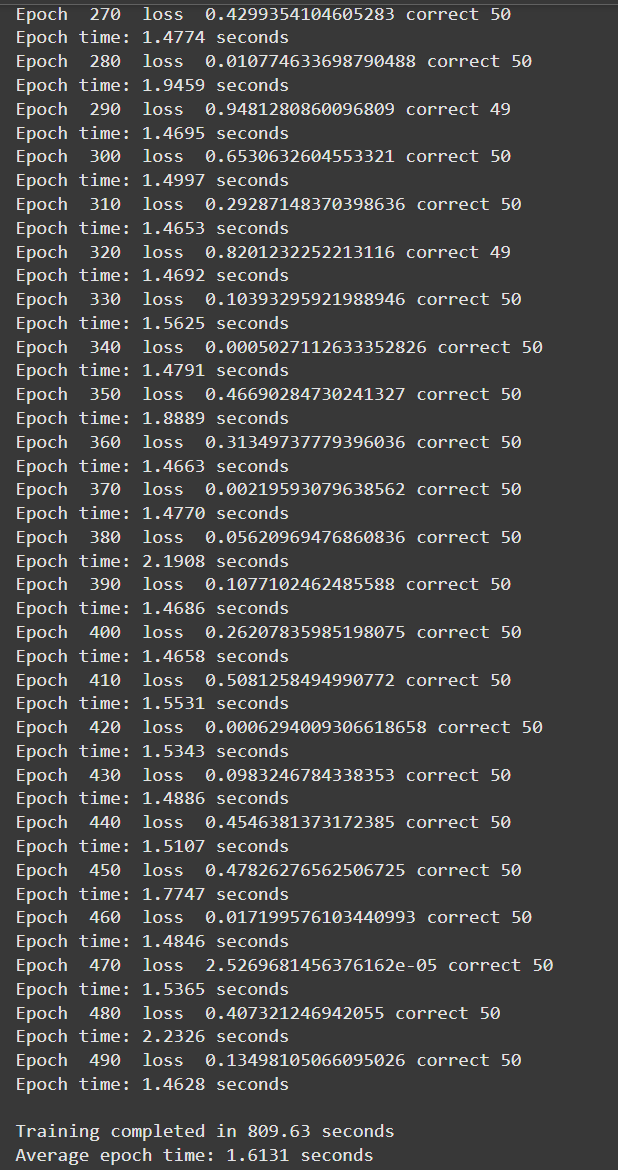 Epoch  270  loss  0.4299354104605283 correct 50
Epoch time: 1.4774 seconds
Epoch  280  loss  0.010774633698790488 correct 50
Epoch time: 1.9459 seconds
Epoch  290  loss  0.9481280860096809 correct 49
Epoch time: 1.4695 seconds
Epoch  300  loss  0.6530632604553321 correct 50
Epoch time: 1.4997 seconds
Epoch  310  loss  0.29287148370398636 correct 50
Epoch time: 1.4653 seconds
Epoch  320  loss  0.8201232252213116 correct 49
Epoch time: 1.4692 seconds
Epoch  330  loss  0.10393295921988946 correct 50
Epoch time: 1.5625 seconds
Epoch  340  loss  0.0005027112633352826 correct 50
Epoch time: 1.4791 seconds
Epoch  350  loss  0.46690284730241327 correct 50
Epoch time: 1.8889 seconds
Epoch  360  loss  0.31349737779396036 correct 50
Epoch time: 1.4663 seconds
Epoch  370  loss  0.00219593079638562 correct 50
Epoch time: 1.4770 seconds
Epoch  380  loss  0.05620969476860836 correct 50
Epoch time: 2.1908 seconds
Epoch  390  loss  0.1077102462485588 correct 50
Epoch time: 1.4686 seconds
Epoch  400  loss  0.26207835985198075 correct 50
Epoch time: 1.4658 seconds
Epoch  410  loss  0.5081258494990772 correct 50
Epoch time: 1.5531 seconds
Epoch  420  loss  0.0006294009306618658 correct 50
Epoch time: 1.5343 seconds
Epoch  430  loss  0.0983246784338353 correct 50
Epoch time: 1.4886 seconds
Epoch  440  loss  0.4546381373172385 correct 50
Epoch time: 1.5107 seconds
Epoch  450  loss  0.47826276562506725 correct 50
Epoch time: 1.7747 seconds
Epoch  460  loss  0.017199576103440993 correct 50
Epoch time: 1.4846 seconds
Epoch  470  loss  2.5269681456376162e-05 correct 50
Epoch time: 1.5365 seconds
Epoch  480  loss  0.407321246942055 correct 50
Epoch time: 2.2326 seconds
Epoch  490  loss  0.13498105066095026 correct 50
Epoch time: 1.4628 seconds

Training completed in 809.63 seconds
Average epoch time: 1.6131 seconds